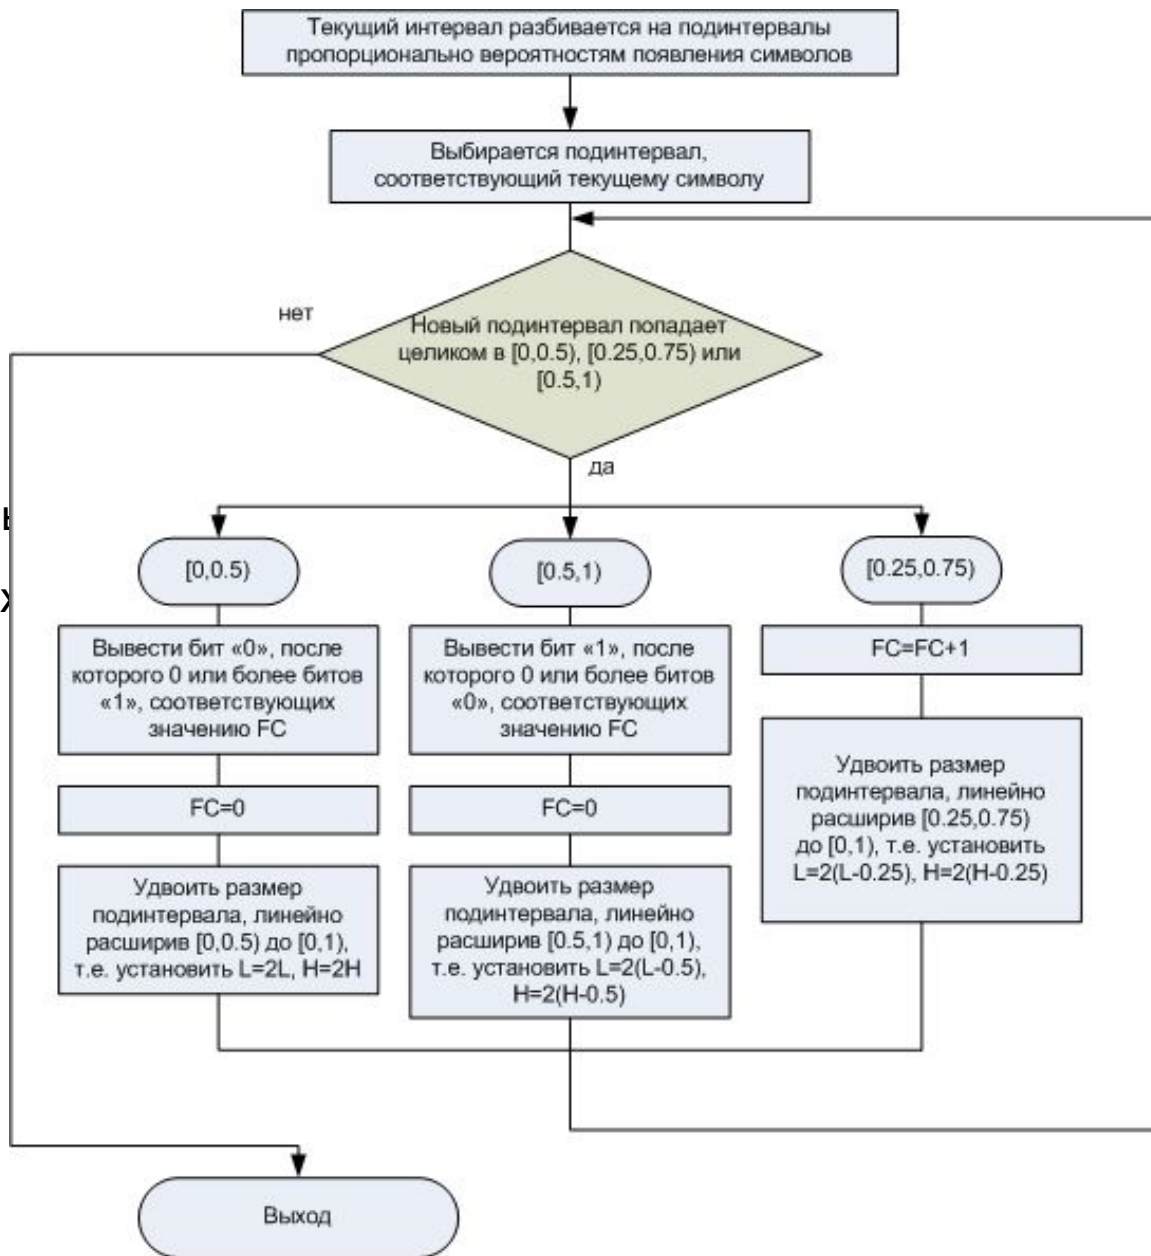 Текущий интервал разбивается на подинтервалы
пропорционально вероятностям появления символов
Выбирается подинтервал,
соответствующий текущему символу
нет
Новый подинтервал попадает
целиком в [0,0.5), [0.25,0.75) или
[0.5,1)
да
[0,0.5)
Вывести бит «0», после
которого 0 или более битов
«1», соответствующих
значению FC
FC=0
Удвоить размер
подинтервала, линейно
расширив [0,0.5) до [0,1),
т.е. установить L=2L, H=2H
[0.5,1)
Вывести бит «1», после
которого 0 или более битов
«0», соответствующих
значению FC
FC=0
Удвоить размер
подинтервала, линейно
расширив [0.5,1) до [0,1),
т.е. установить L=2(L-0.5),
H=2(H-0.5)
[0.25,0.75)
FC=FC+1
Удвоить размер
подинтервала, линейно
расширив [0.25,0.75)
до [0,1), т.е. установить
L=2(L-0.25), H=2(H-0.25)
Выход